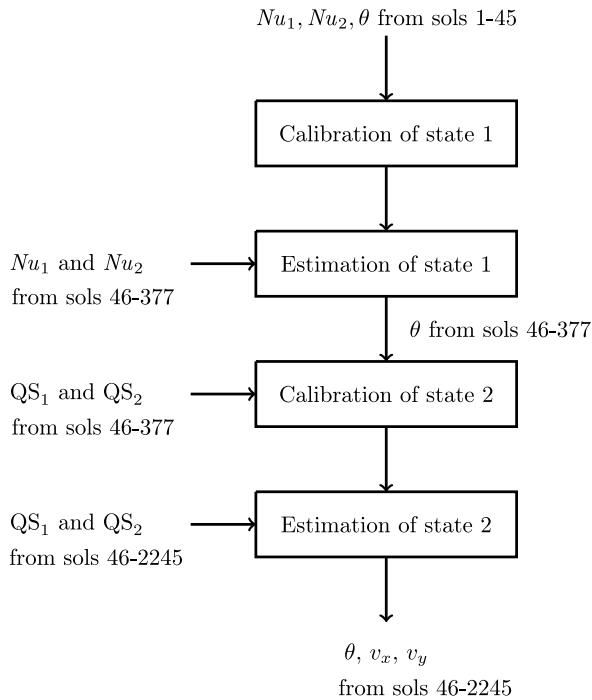 Nu₁, Nu₂, θ from sols 1-45
Calibration of state 1
Nu₁ and Nu₂
from sols 46-377
Estimation of state 1
θ from sols 46-377
QS₁ and QS₂
from sols 46-377
Calibration of state 2
QS₁ and QS₂
from sols 46-2245
Estimation of state 2
θ, vₓ, v_y
from sols 46-2245